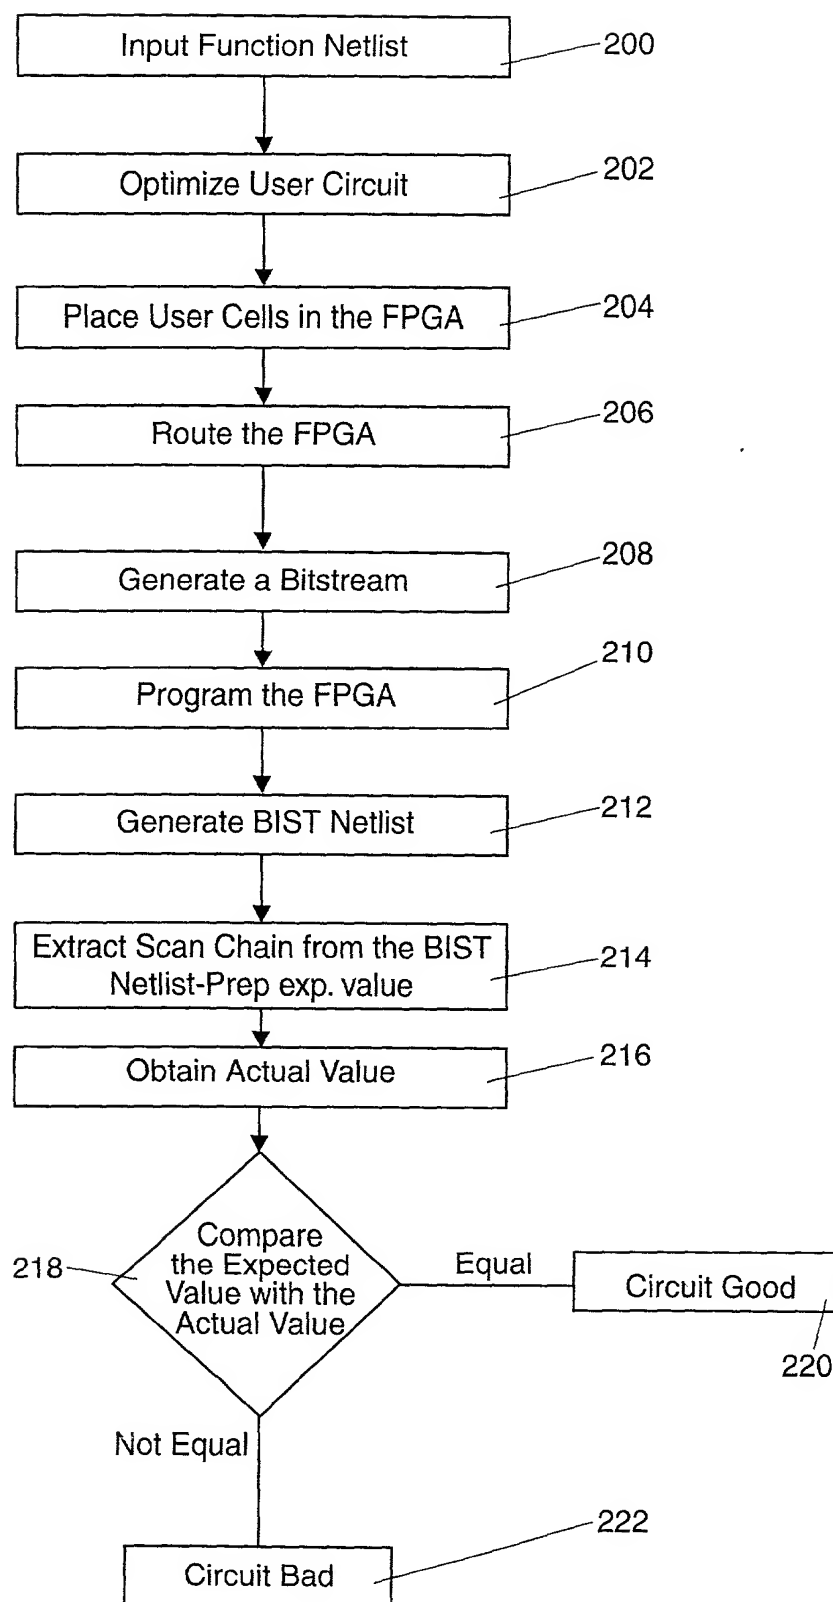 Input Function Netlist
200
Optimize User Circuit
202
Place User Cells in the FPGA
204
Route the FPGA
206
Generate a Bitstream
208
Program the FPGA
210
Generate BIST Netlist
212
Extract Scan Chain from the BIST
Netlist-Prep exp. value
214
Obtain Actual Value
216
Compare
the Expected
Value with the
Actual Value
218
Equal
Circuit Good
220
Not Equal
222
Circuit Bad